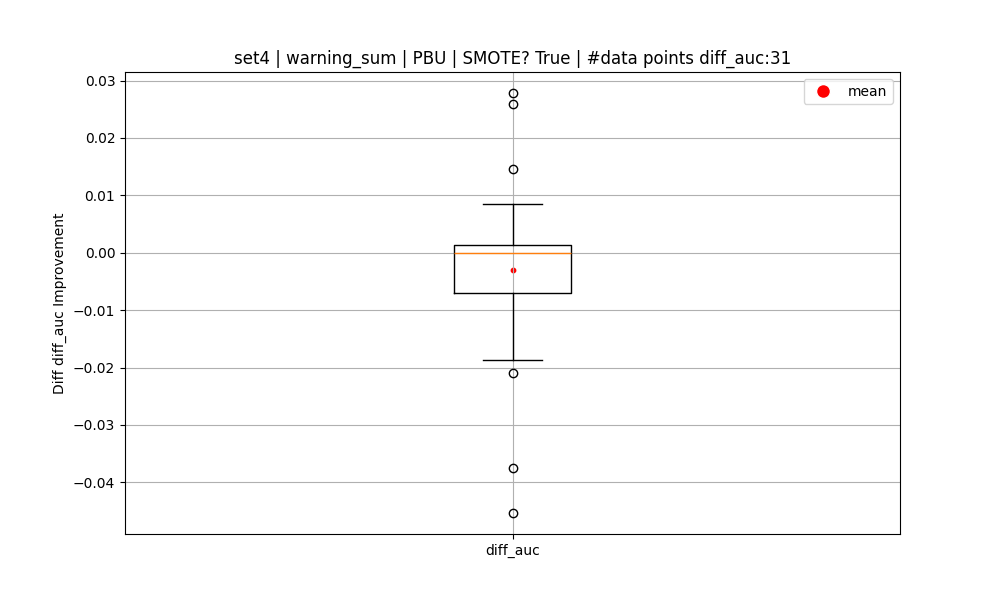 set4 | warning_sum | PBU | SMOTE? True | #data points diff_auc:31
mean
0.03
0.02
0.01
0.00
−0.01
−0.02
−0.03
−0.04
Diff diff_auc Improvement
diff_auc